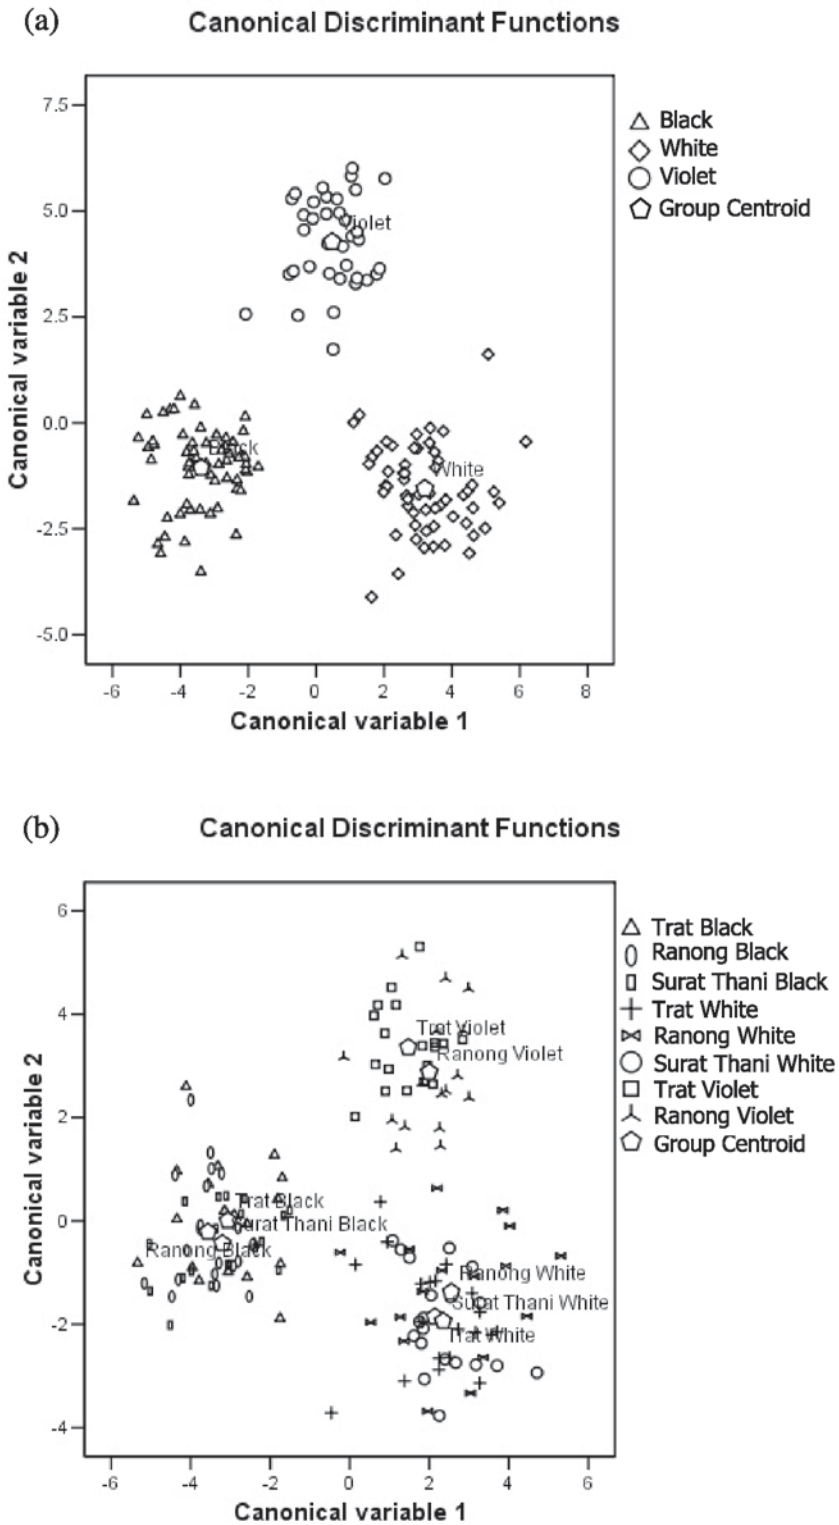 (a)
Canonical Discriminant Functions
7.5
5.0
2.5
0.0
-2.5
-5.0
Canonical variable 2
Violet
Black
White
-6 -4 -2 0 2 4 6 8
Canonical variable 1
Black
White
Violet
Group Centroid
(b)
Canonical Discriminant Functions
6
4
2
0
-2
-4
Canonical variable 2
Trat Violet
Ranong Violet
Trat Black
Surat Thani Black
Ranong Black
Ranong White
Surat Thani White
Trat White
-6 -4 -2 0 2 4 6
Canonical variable 1
Trat Black
Ranong Black
Surat Thani Black
Trat White
Ranong White
Surat Thani White
Trat Violet
Ranong Violet
Group Centroid